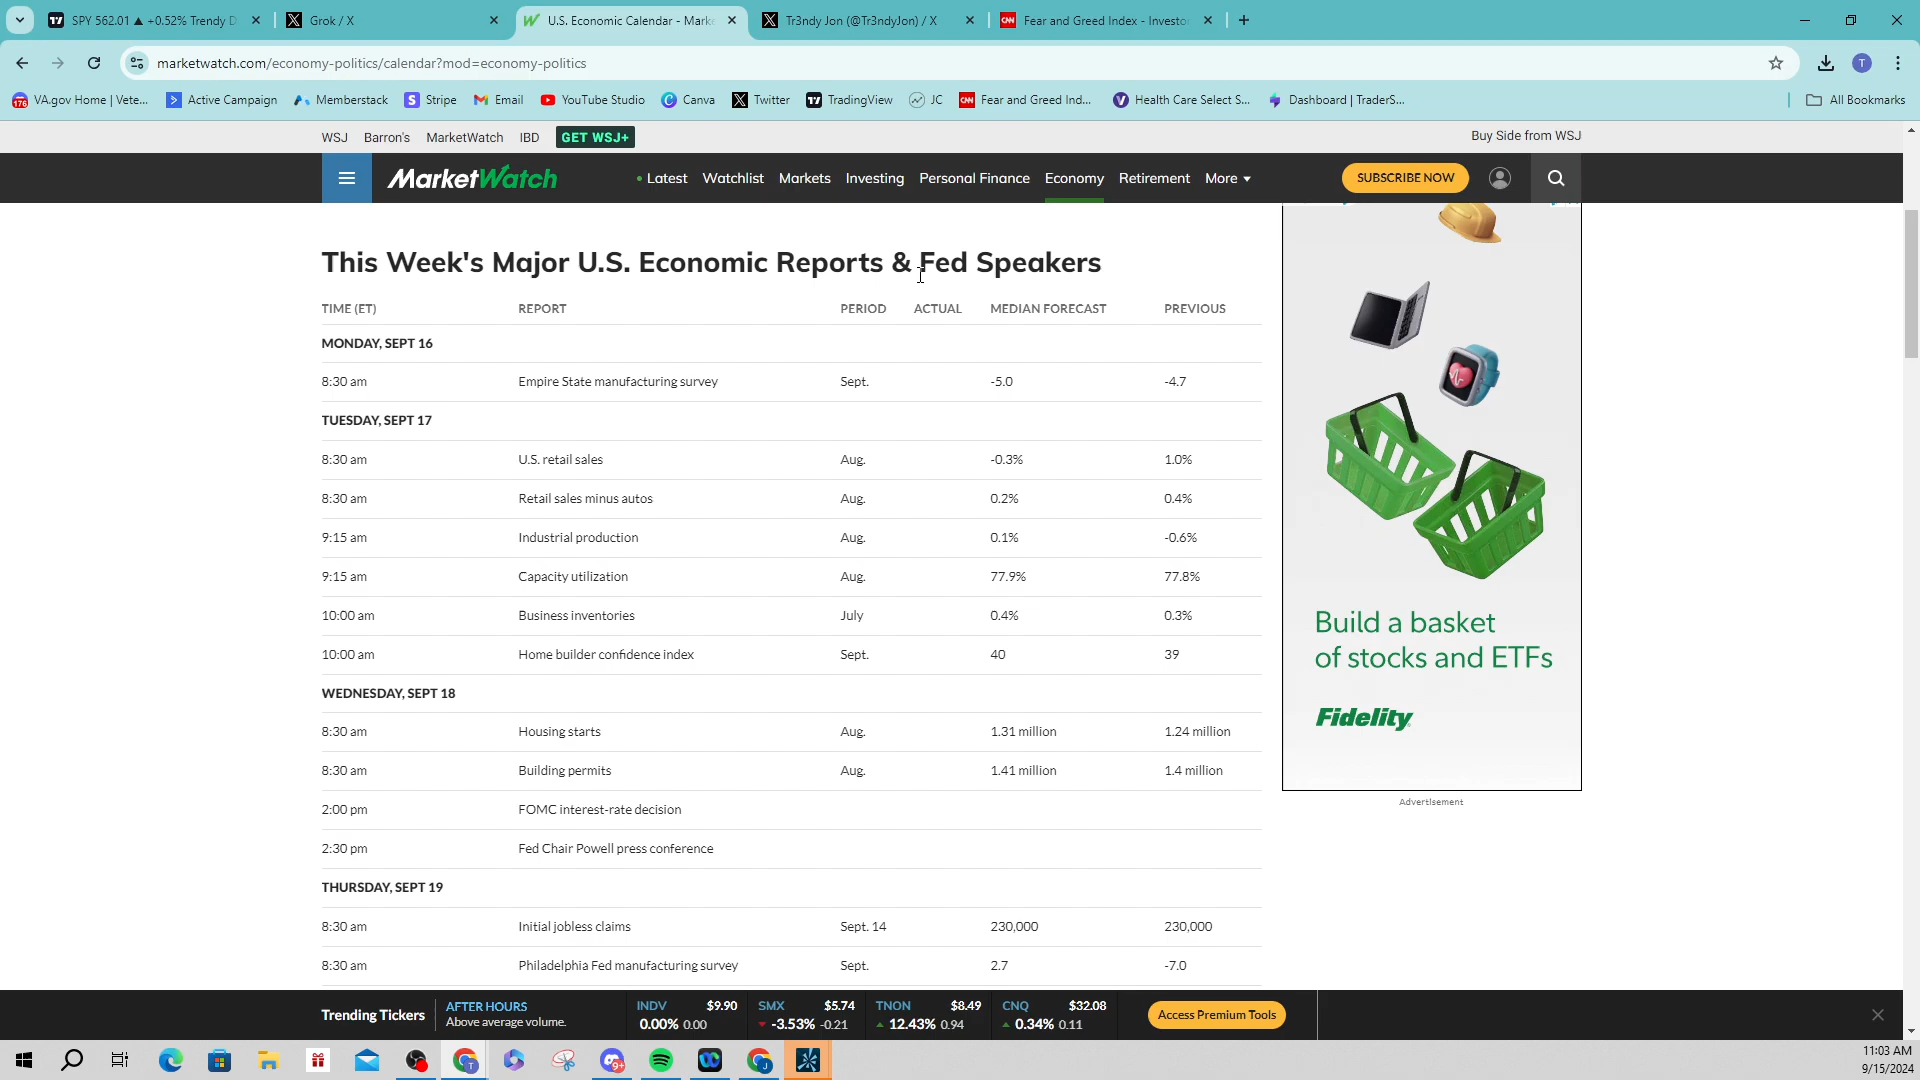 SPY 562.01 ▲ +0.52% Trendy D
Grok / X
U.S. Economic Calendar - Marke
Tr3ndy Jon (@Tr3ndyJon) / X
Fear and Greed Index - Investo
marketwatch.com/economy-politics/calendar?mod=economy-politics
T
176
VA.gov Home | Vete...
Active Campaign
Memberstack
Stripe
Email
YouTube Studio
Canva
Twitter
TradingView
JC
Fear and Greed Ind...
Health Care Select S...
Dashboard | TraderS...
All Bookmarks
WSJ Barron's MarketWatch IBD GET WSJ+
Buy Side from WSJ
MarketWatch
Latest Watchlist Markets Investing Personal Finance Economy Retirement More
SUBSCRIBE NOW
This Week's Major U.S. Economic Reports & Fed Speakers
TIME (ET) REPORT PERIOD ACTUAL MEDIAN FORECAST PREVIOUS
MONDAY, SEPT 16
8:30 am Empire State manufacturing survey Sept. -5.0 -4.7
TUESDAY, SEPT 17
8:30 am U.S. retail sales Aug. -0.3% 1.0%
8:30 am Retail sales minus autos Aug. 0.2% 0.4%
9:15 am Industrial production Aug. 0.1% -0.6%
9:15 am Capacity utilization Aug. 77.9% 77.8%
10:00 am Business inventories July 0.4% 0.3%
10:00 am Home builder confidence index Sept. 40 39
WEDNESDAY, SEPT 18
8:30 am Housing starts Aug. 1.31 million 1.24 million
8:30 am Building permits Aug. 1.41 million 1.4 million
2:00 pm FOMC interest-rate decision
2:30 pm Fed Chair Powell press conference
THURSDAY, SEPT 19
8:30 am Initial jobless claims Sept. 14 230,000 230,000
8:30 am Philadelphia Fed manufacturing survey Sept. 2.7 -7.0
Build a basket
of stocks and ETFs
Fidelity
Advertisement
Trending Tickers
AFTER HOURS
Above average volume.
INDV $9.90
0.00% 0.00
SMX $5.74
-3.53% -0.21
TNON $8.49
12.43% 0.94
CNQ $32.08
0.34% 0.11
Access Premium Tools
11:03 AM
9/15/2024